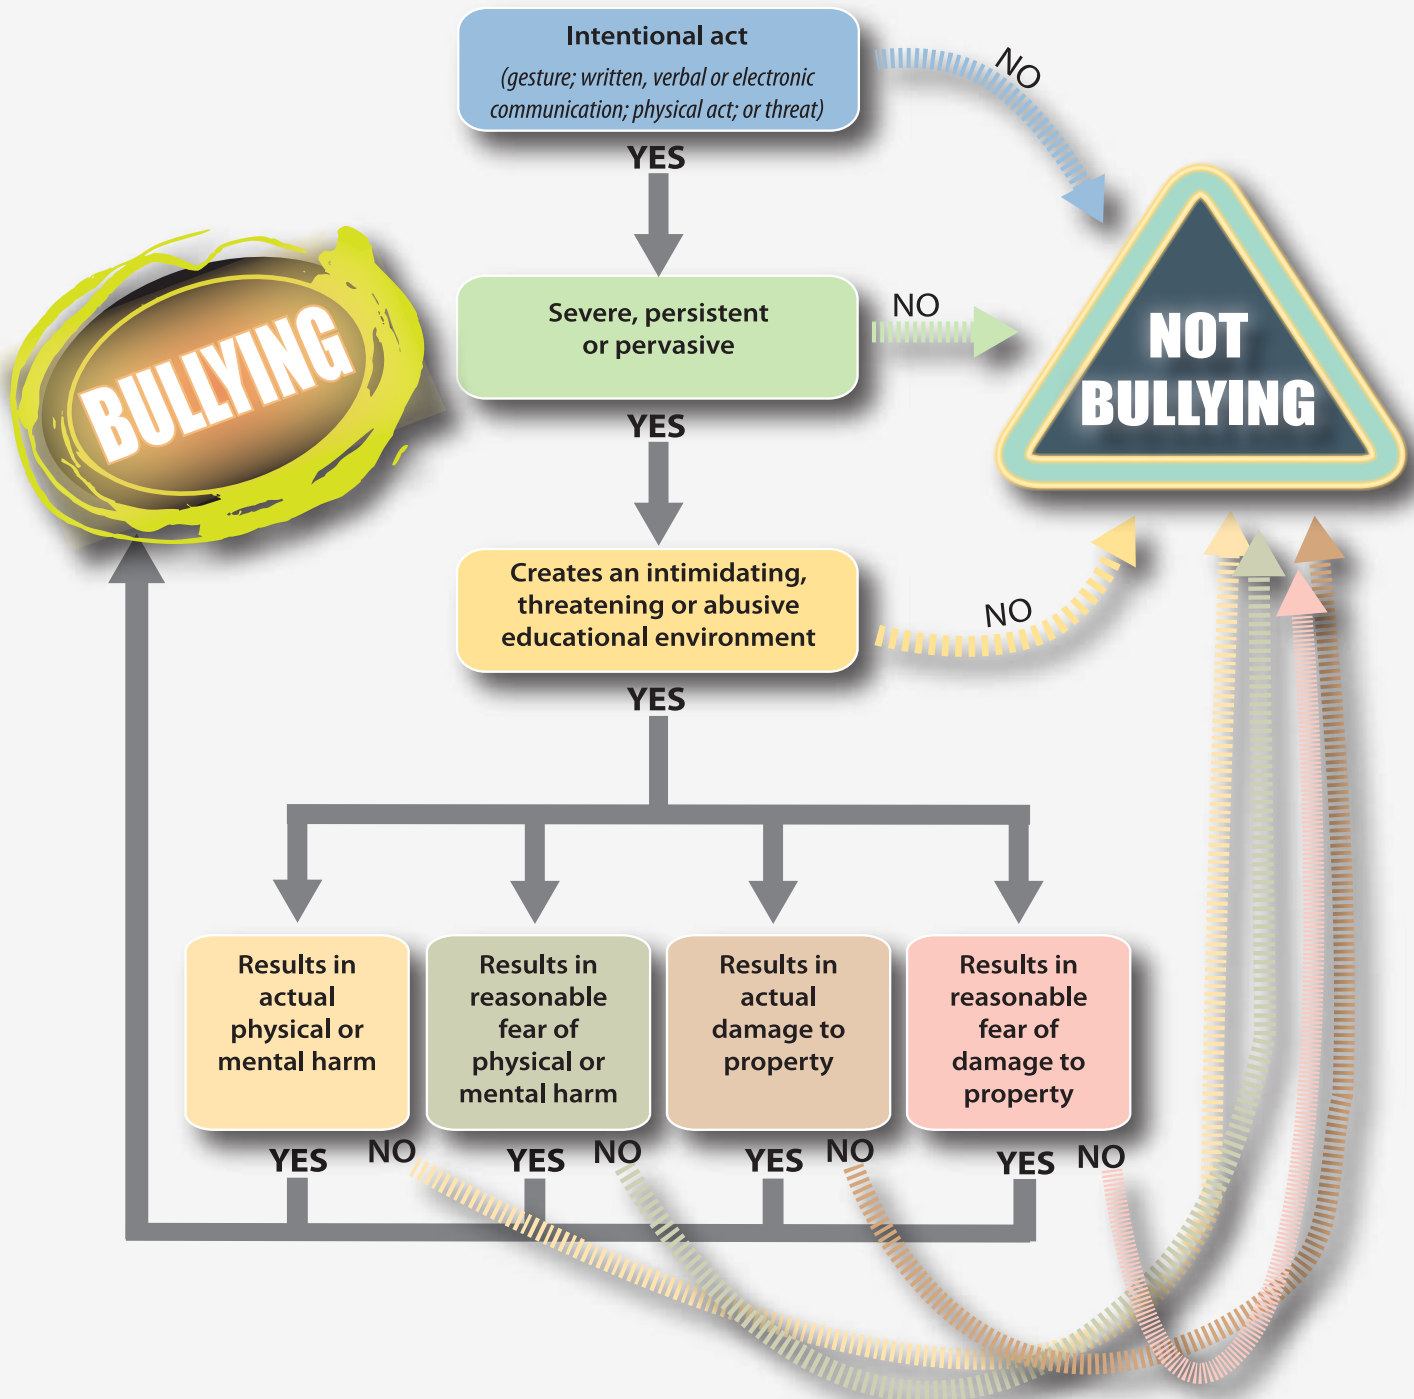 Intentional act
(gesture; written, verbal or electronic
communication; physical act; or threat)
NO
YES
BULLYING
Severe, persistent
or pervasive
NO
NOT
BULLYING
YES
Creates an intimidating,
threatening or abusive
educational environment
NO
YES
Results in
actual
physical or
mental harm
Results in
reasonable
fear of
physical or
mental harm
Results in
actual
damage to
property
Results in
reasonable
fear of
damage to
property
YES
NO
YES
NO
YES
NO
YES
NO